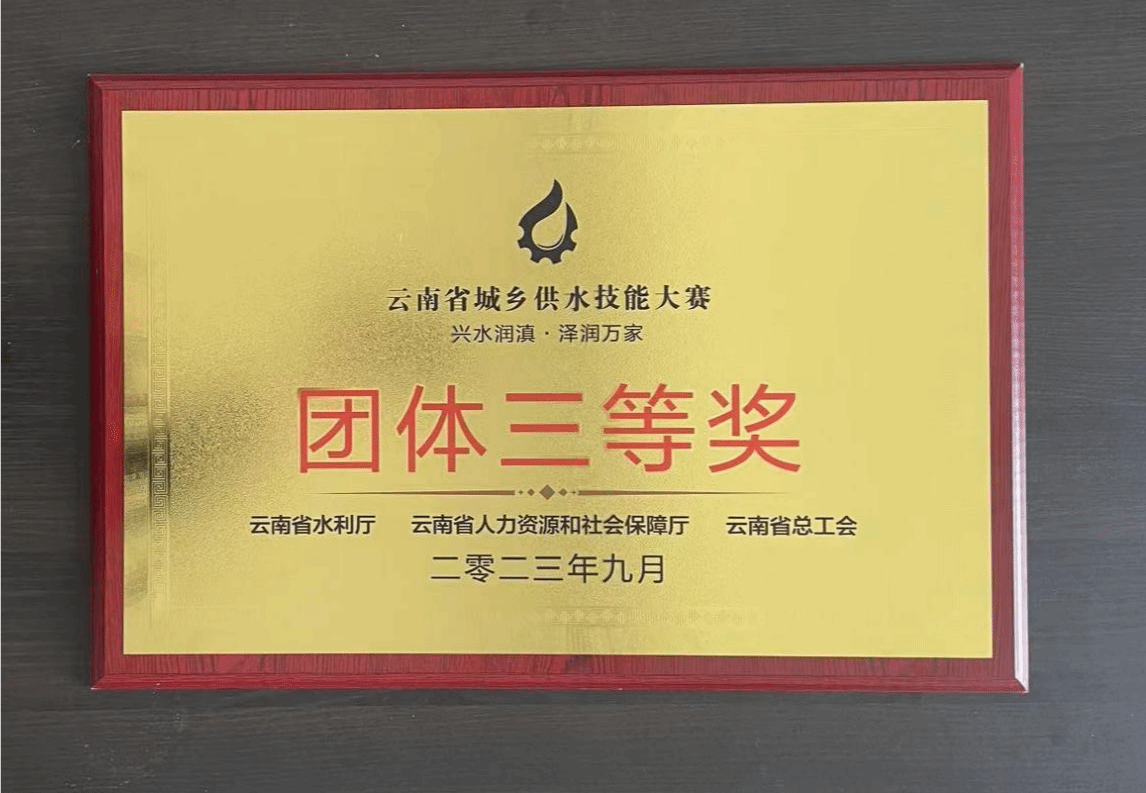 云南省城乡供水技能大赛
兴水润滇·泽润万家
团体三等奖
云南省水利厅 云南省人力资源和社会保障厅 云南省总工会
二零二三年九月